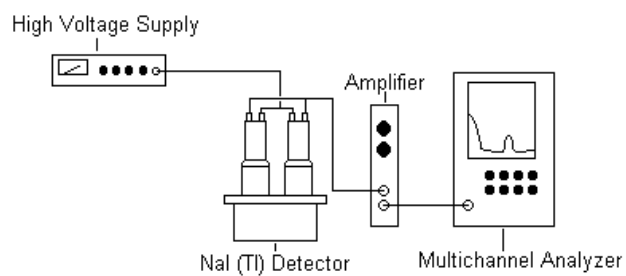 High Voltage Supply
Amplifier
NaI (Tl) Detector
Multichannel Analyzer